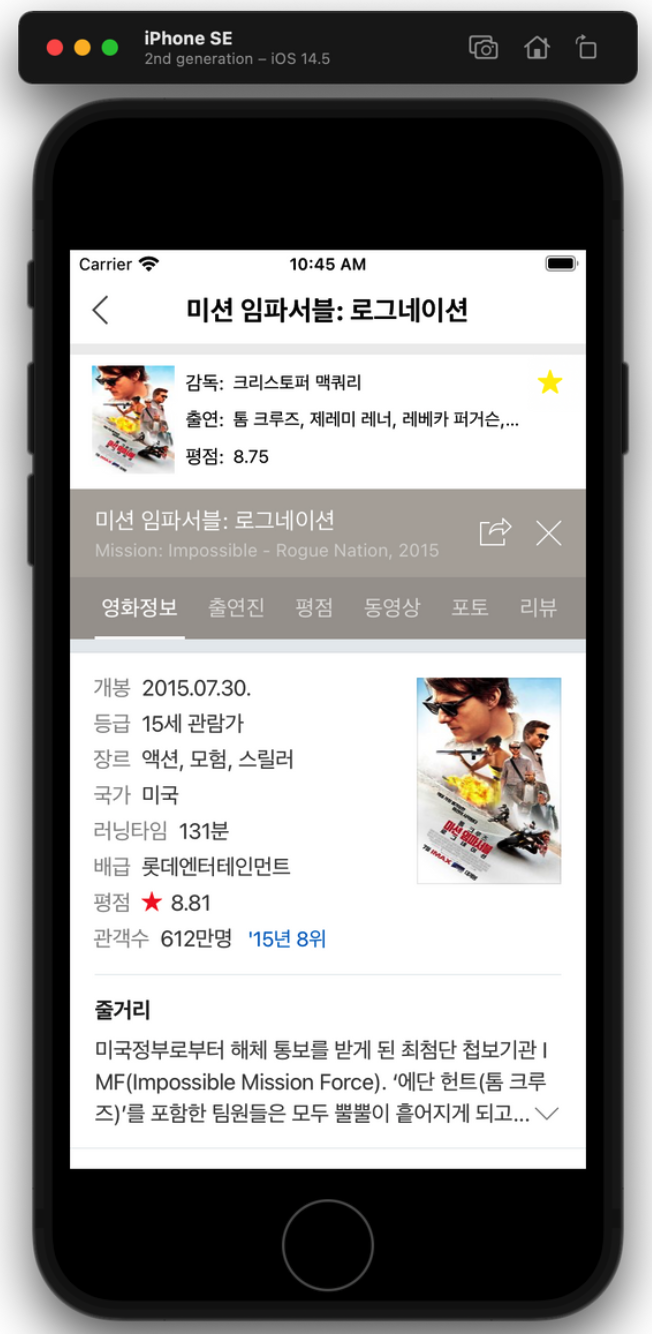 iPhone SE
2nd generation – iOS 14.5
Carrier 10:45 AM
미션 임파서블: 로그네이션
감독: 크리스토퍼 맥쿼리
출연: 톰 크루즈, 제레미 레너, 레베카 퍼거슨,...
평점: 8.75
미션 임파서블: 로그네이션
Mission: Impossible - Rogue Nation, 2015
영화정보 출연진 평점 동영상 포토 리뷰
개봉 2015.07.30.
등급 15세 관람가
장르 액션, 모험, 스릴러
국가 미국
러닝타임 131분
배급 롯데엔터테인먼트
평점 ★ 8.81
관객수 612만명 '15년 8위
줄거리
미국정부로부터 해체 통보를 받게 된 최첨단 첩보기관 I
MF(Impossible Mission Force). ‘에단 헌트(톰 크루
즈)’를 포함한 팀원들은 모두 뿔뿔이 흩어지게 되고...